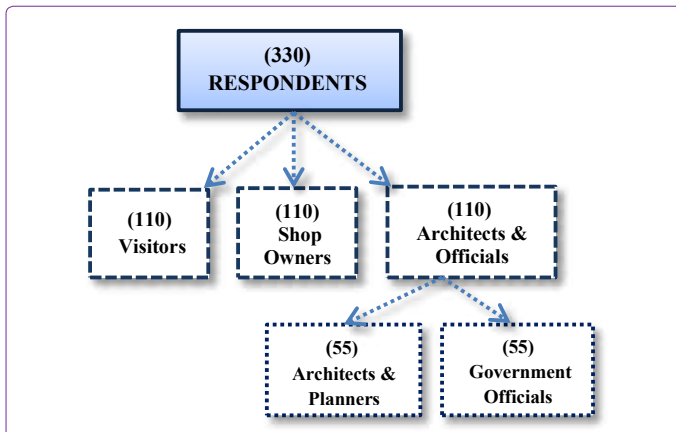 (330)
RESPONDENTS
(110)
Visitors
(110)
Shop
Owners
(110)
Architects &
Officials
(55)
Architects &
Planners
(55)
Government
Officials